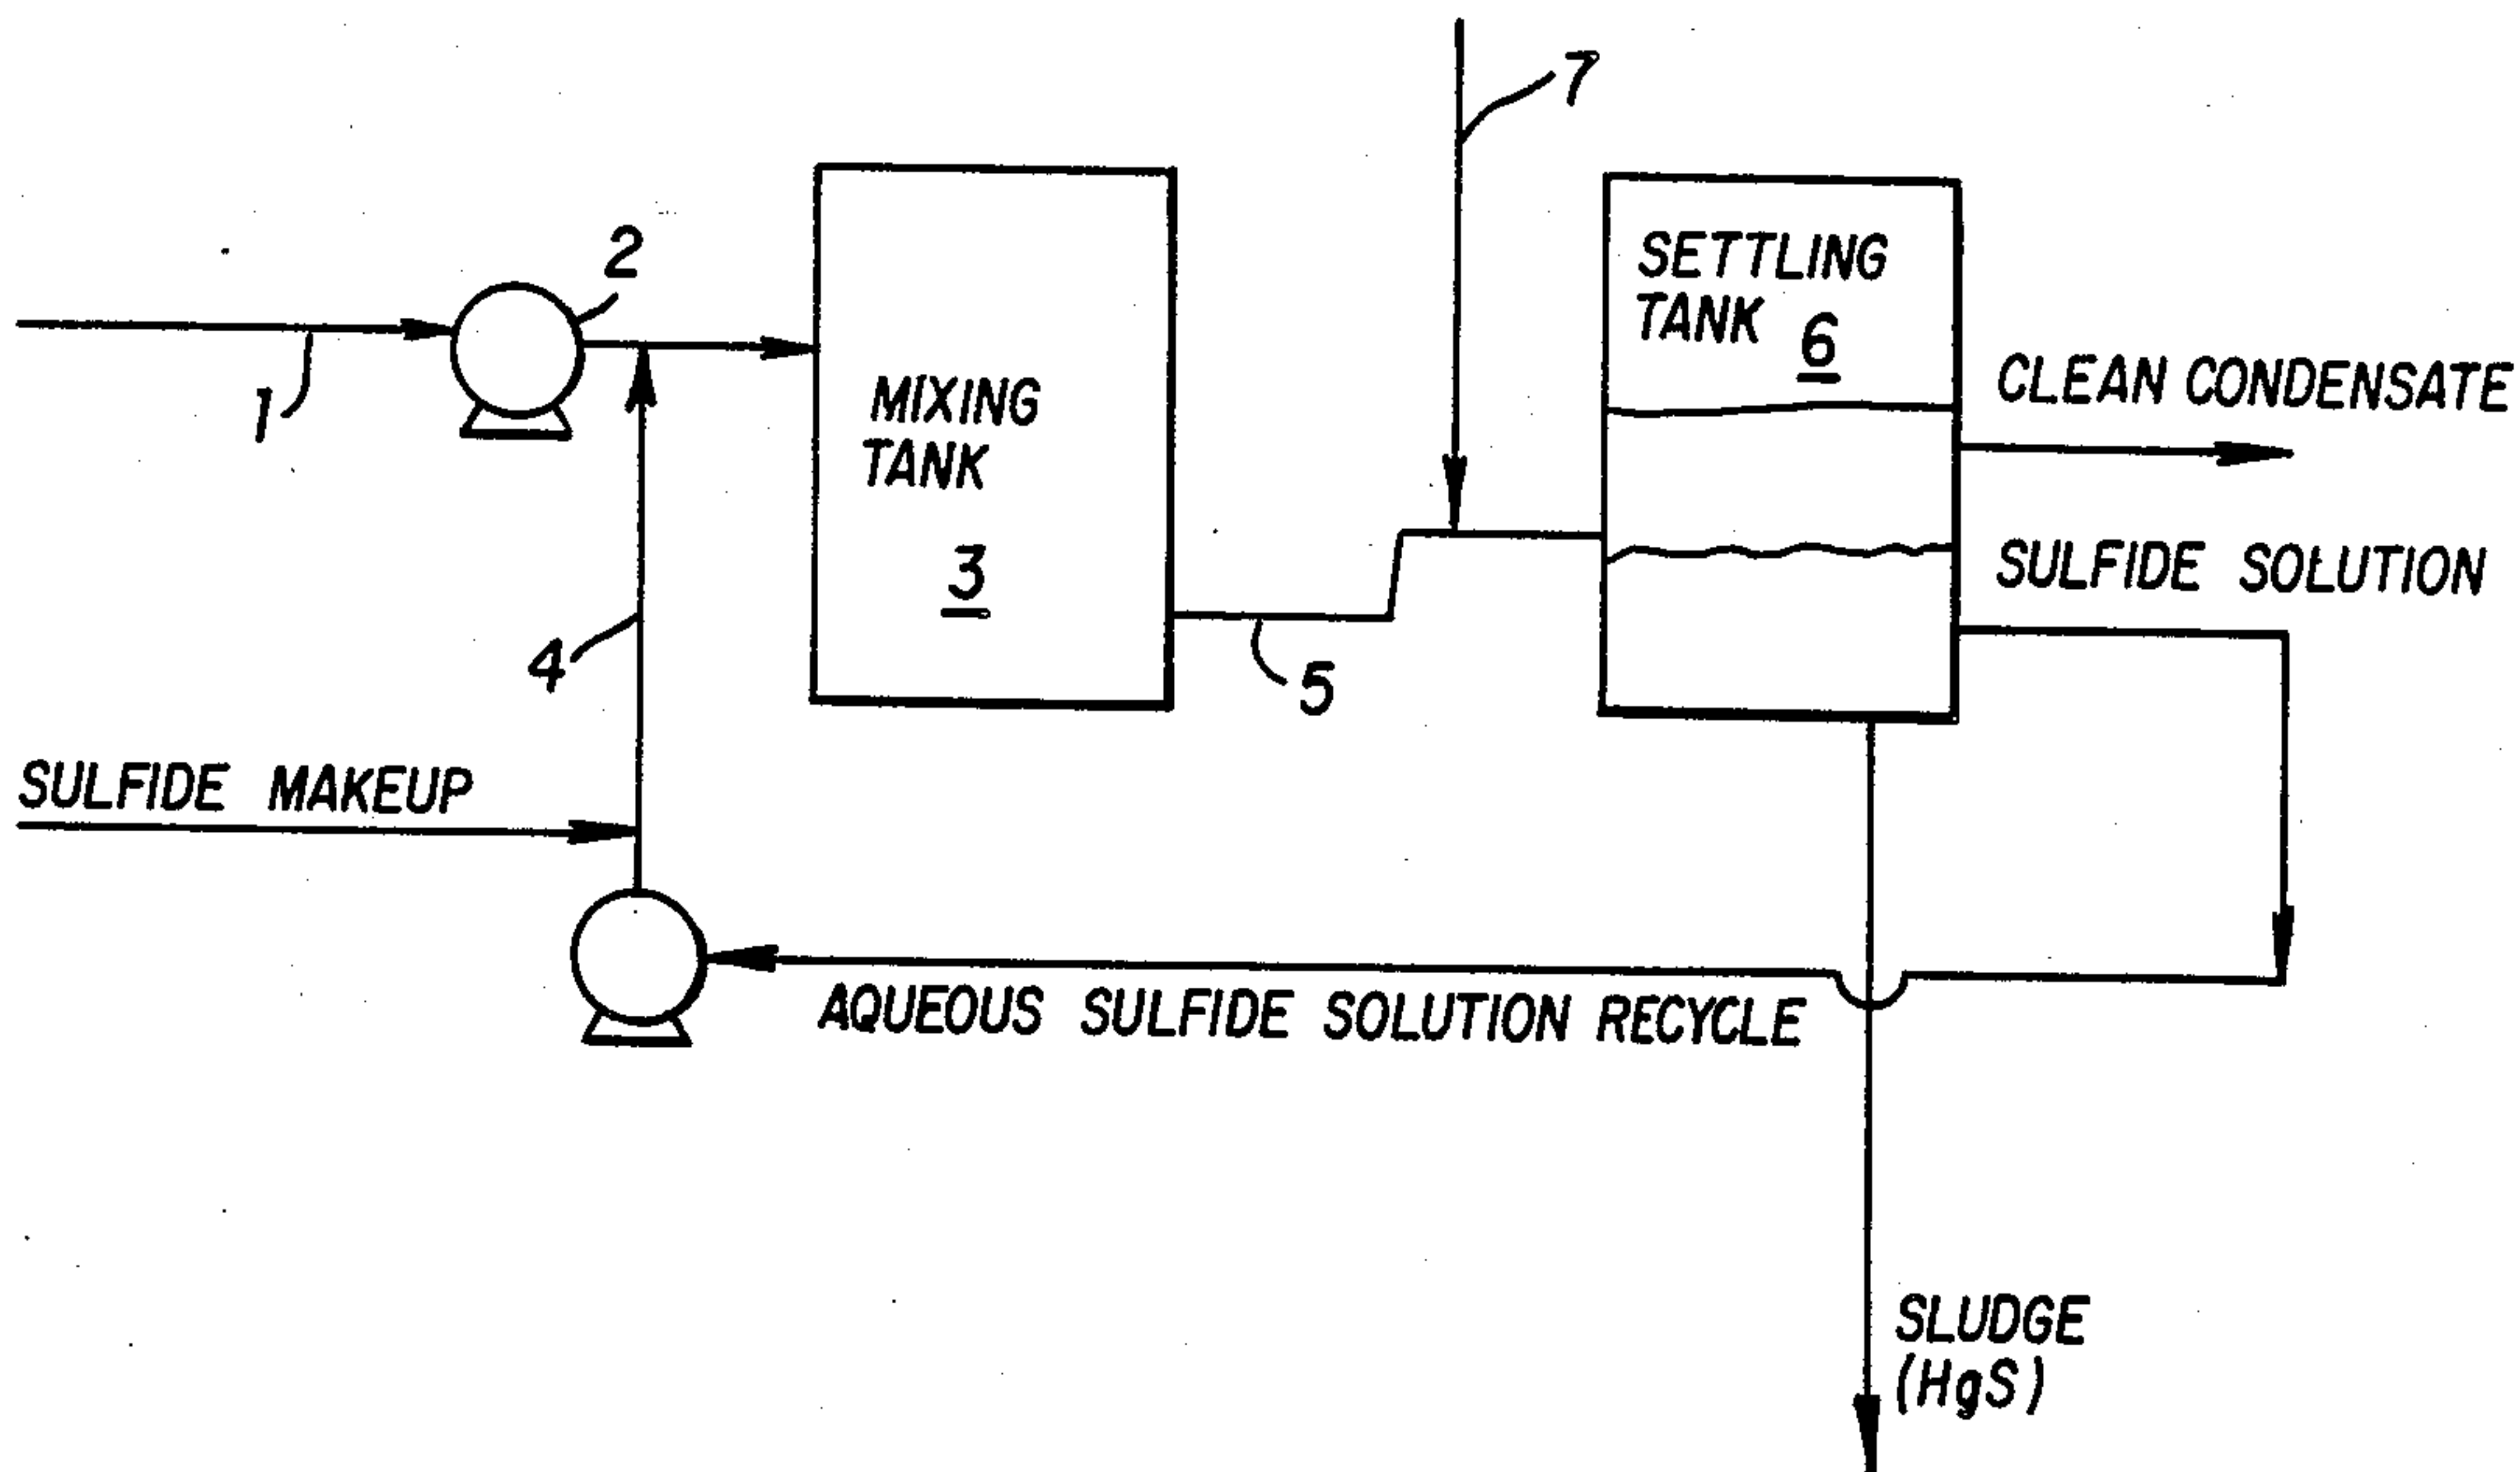 7
2
SETTLING
TANK 6
1
MIXING
TANK
3
CLEAN CONDENSATE
SULFIDE SOLUTION
4
5
SULFIDE MAKEUP
AQUEOUS SULFIDE SOLUTION RECYCLE
SLUDGE
(HgS)